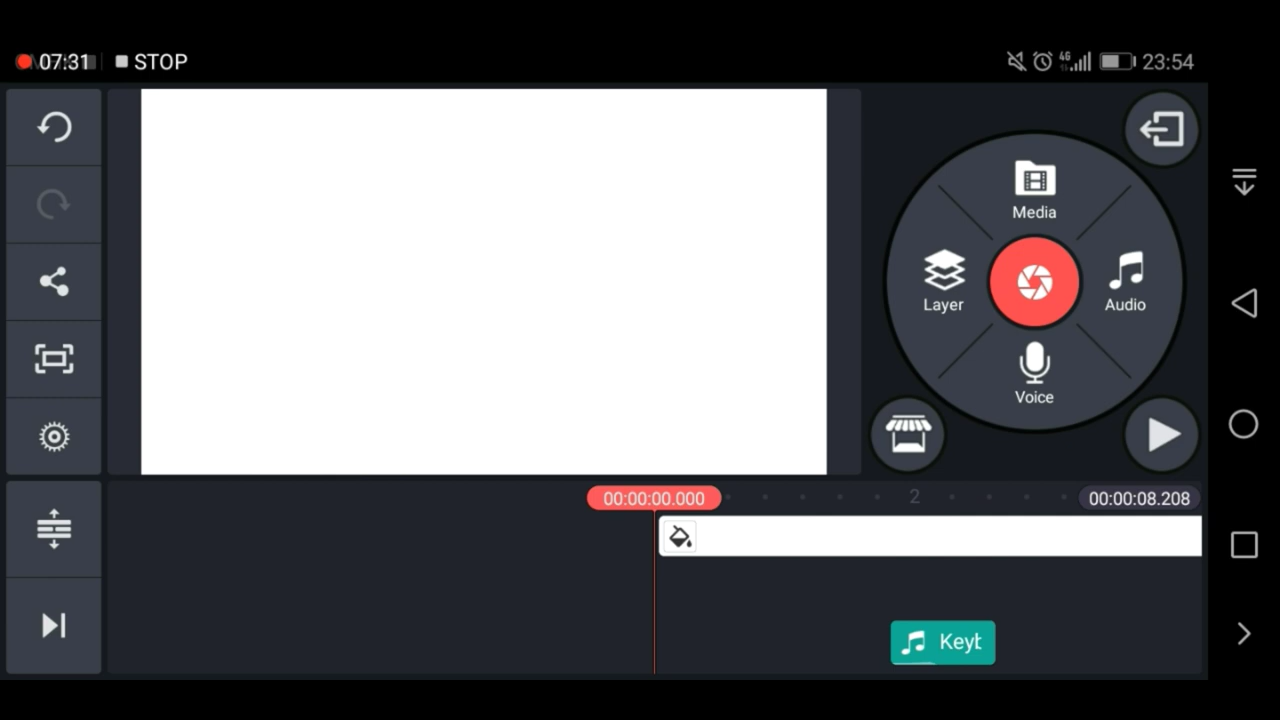 07:31 STOP
4G 23:54
Media
Layer
Audio
Voice
00:00:00.000
2
00:00:08.208
Keyt